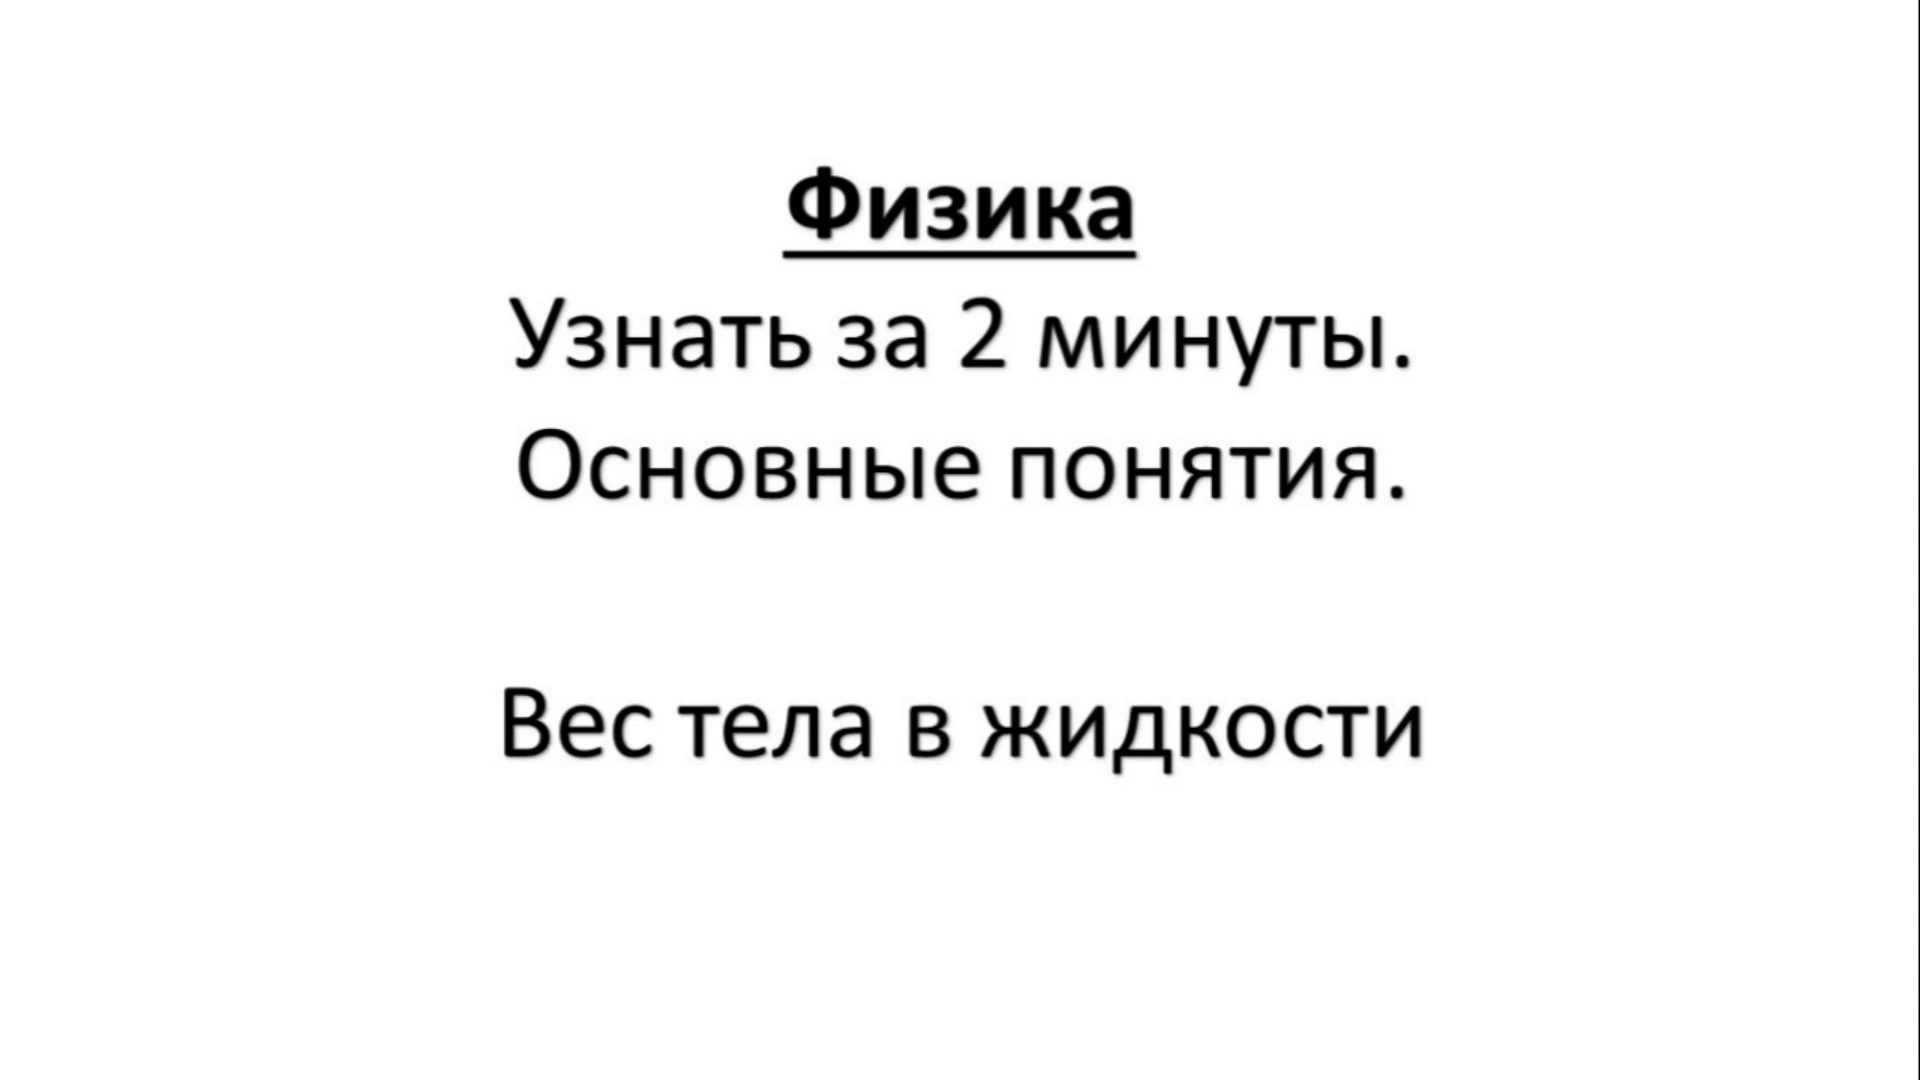 Физика
Узнать за 2 минуты.
Основные понятия.
Вес тела в жидкости